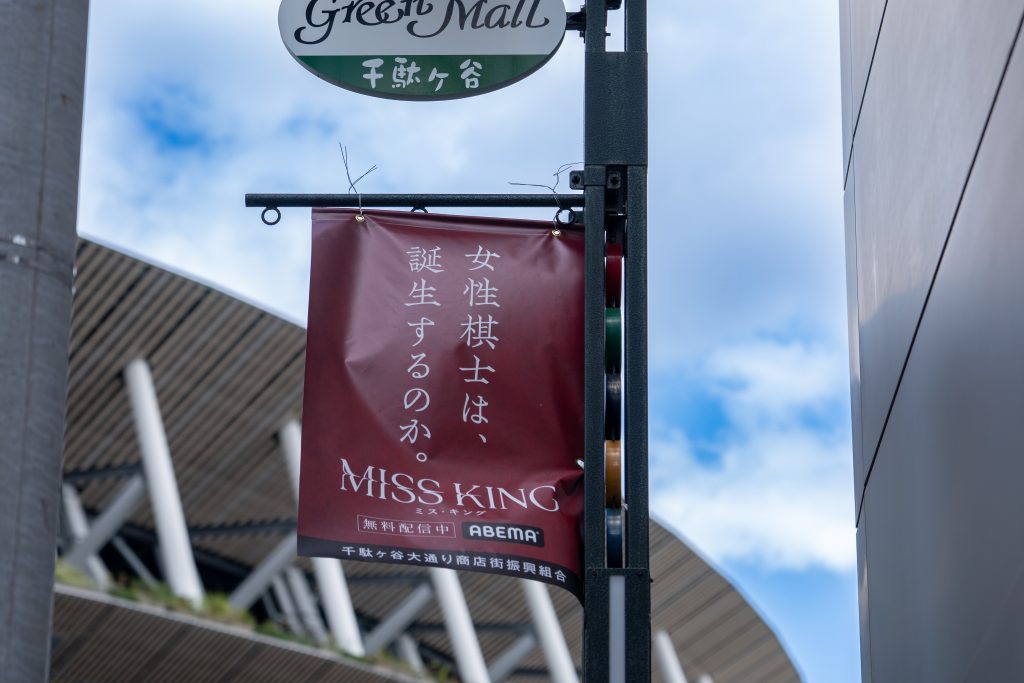 Green Mall
千駄ヶ谷
女性棋士は、
誕生するのか。
MISS KING
ミス・キング
無料配信中 ABEMA
千駄ヶ谷大通り商店街振興組合